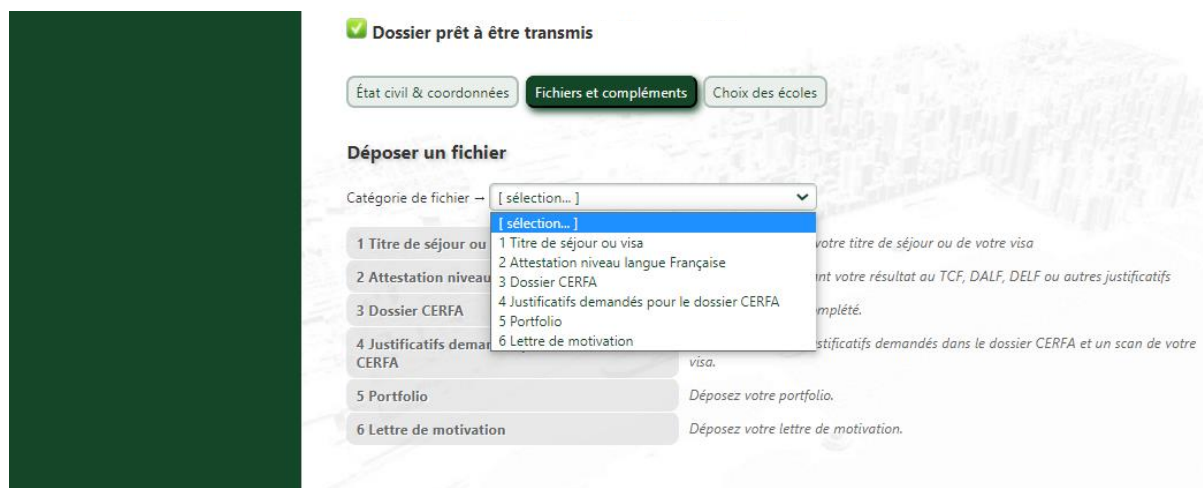 Dossier prêt à être transmis
État civil & coordonnées
Fichiers et compléments
Choix des écoles
Déposer un fichier
Catégorie de fichier → [ sélection... ]
[ sélection... ]
1 Titre de séjour ou visa
2 Attestation niveau langue Française
3 Dossier CERFA
4 Justificatifs demandés pour le dossier CERFA
5 Portfolio
6 Lettre de motivation
1 Titre de séjour ou
votre titre de séjour ou de votre visa
2 Attestation niveau
votre résultat au TCF, DALF, DELF ou autres justificatifs
3 Dossier CERFA
4 Justificatifs
CERFA
demandés dans le dossier CERFA et un scan de votre
visa.
5 Portfolio
Déposez votre portfolio.
6 Lettre de motivation
Déposez votre lettre de motivation.